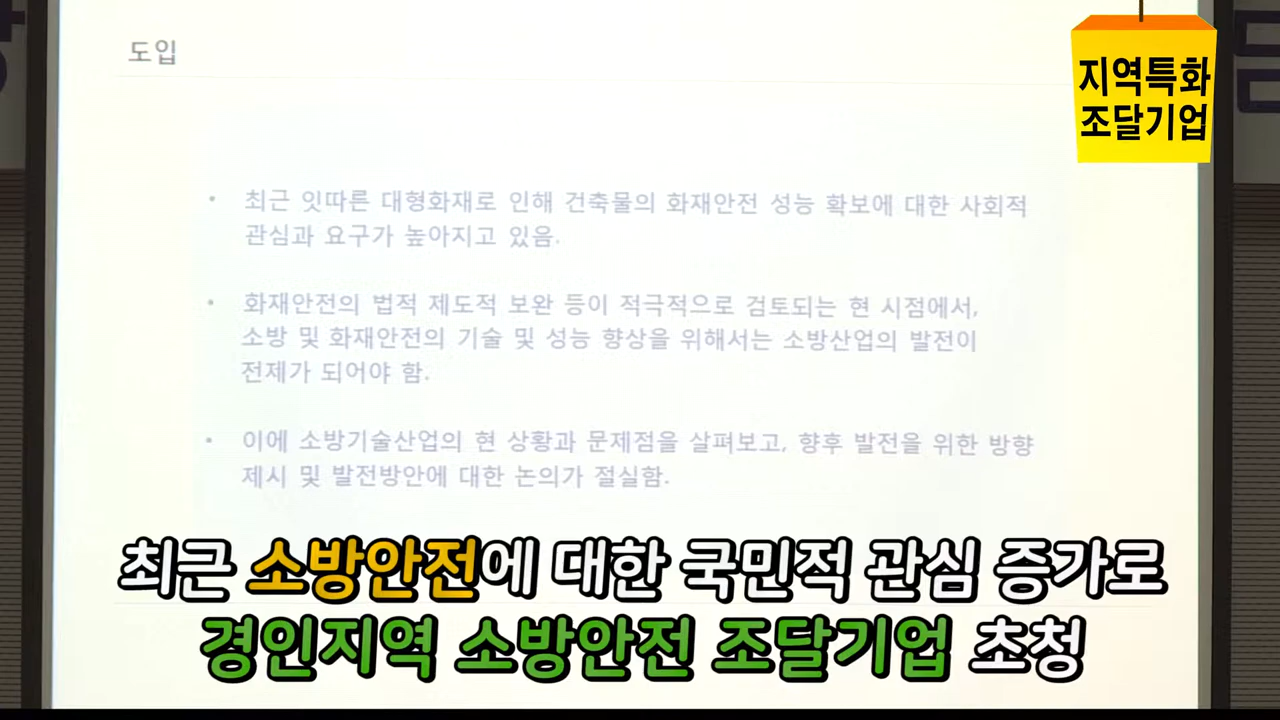 도입
지역특화
조달기업
• 최근 잇따른 대형화재로 인해 건축물의 화재안전 성능 확보에 대한 사회적
관심과 요구가 높아지고 있음.
• 화재안전의 법적 제도적 보완 등이 적극적으로 검토되는 현 시점에서,
소방 및 화재안전의 기술 및 성능 향상을 위해서는 소방산업의 발전이
전제가 되어야 함.
• 이에 소방기술산업의 현 상황과 문제점을 살펴보고, 향후 발전을 위한 방향
제시 및 발전방안에 대한 논의가 절실함.
최근 소방안전에 대한 국민적 관심 증가로
경인지역 소방안전 조달기업 초청